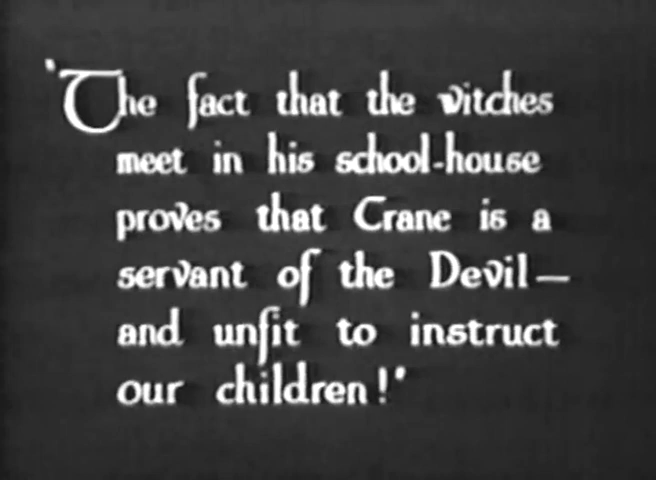 'The fact that the vitches
meet in his school-house
proves that Crane is a
servant of the Devil—
and unfit to instruct
our children!'